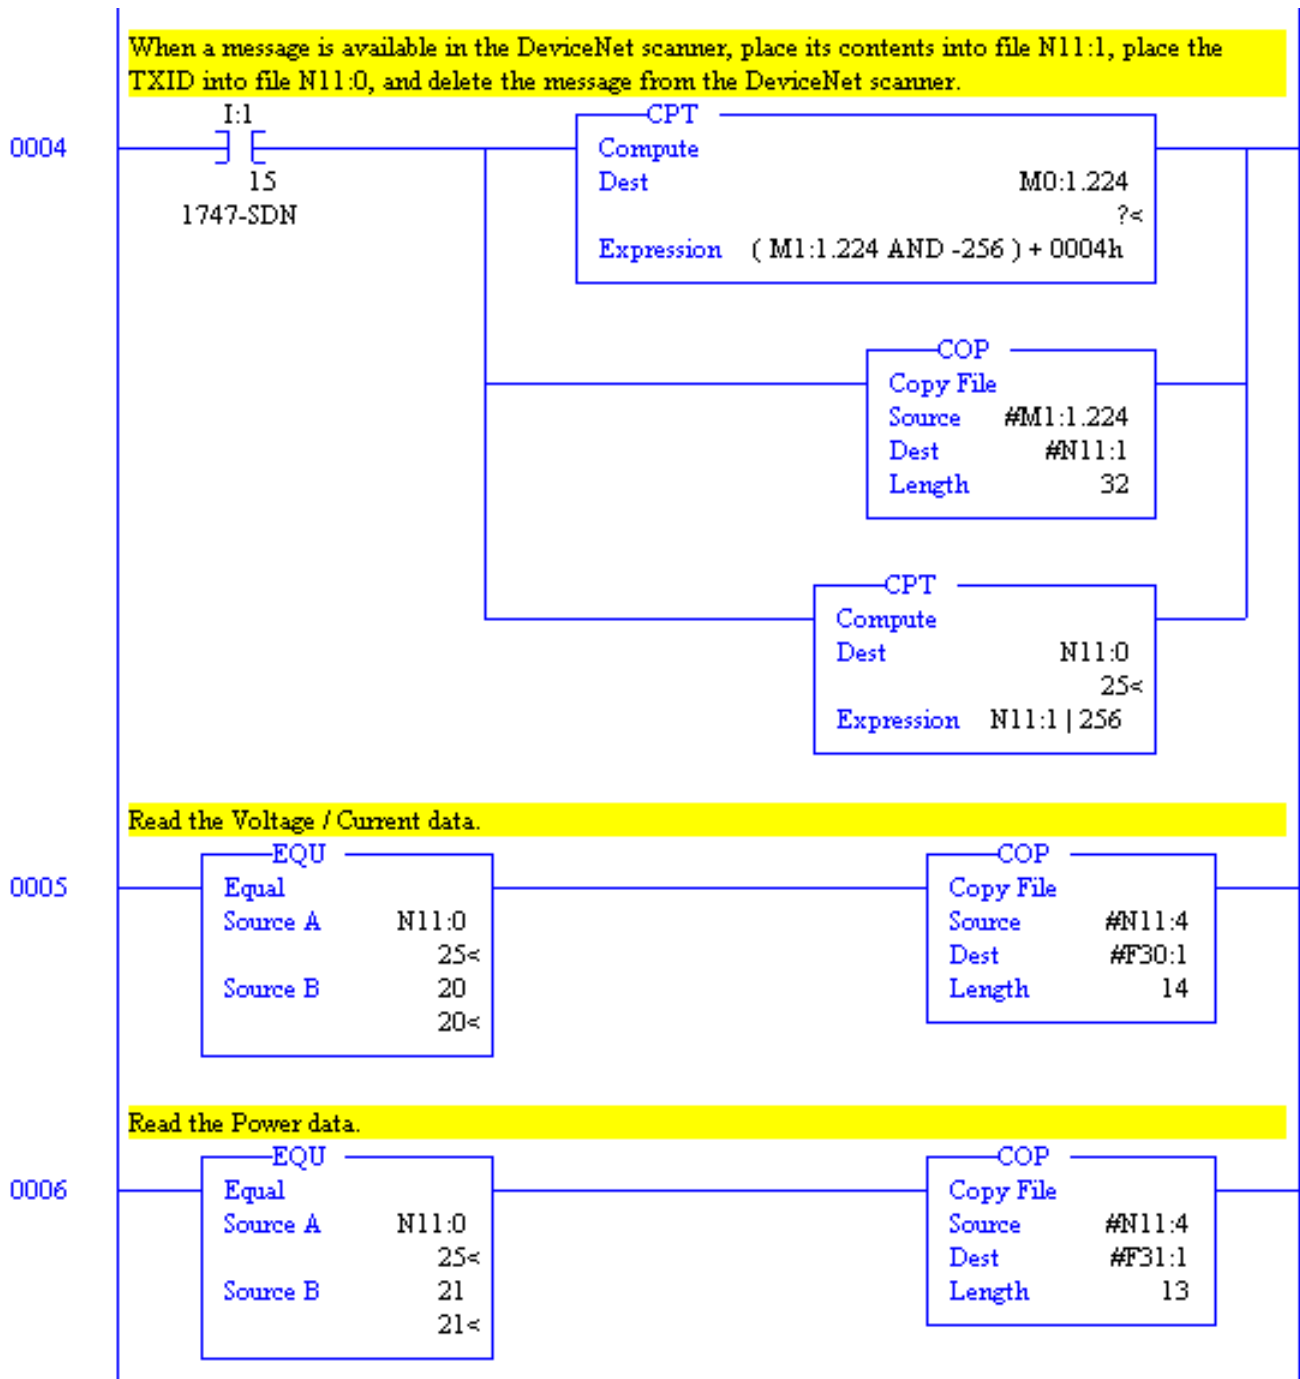 When a message is available in the DeviceNet scanner, place its contents into file N11:1, place the
TXID into file N11:0, and delete the message from the DeviceNet scanner.
0004
I:1
15
1747-SDN
CPT
Compute
Dest M0:1.224
?<
Expression ( M1:1.224 AND -256 ) + 0004h
COP
Copy File
Source #M1:1.224
Dest #N11:1
Length 32
CPT
Compute
Dest N11:0
25<
Expression N11:1 | 256
Read the Voltage / Current data.
0005
EQU
Equal
Source A N11:0
25<
Source B 20
20<
COP
Copy File
Source #N11:4
Dest #F30:1
Length 14
Read the Power data.
0006
EQU
Equal
Source A N11:0
25<
Source B 21
21<
COP
Copy File
Source #N11:4
Dest #F31:1
Length 13